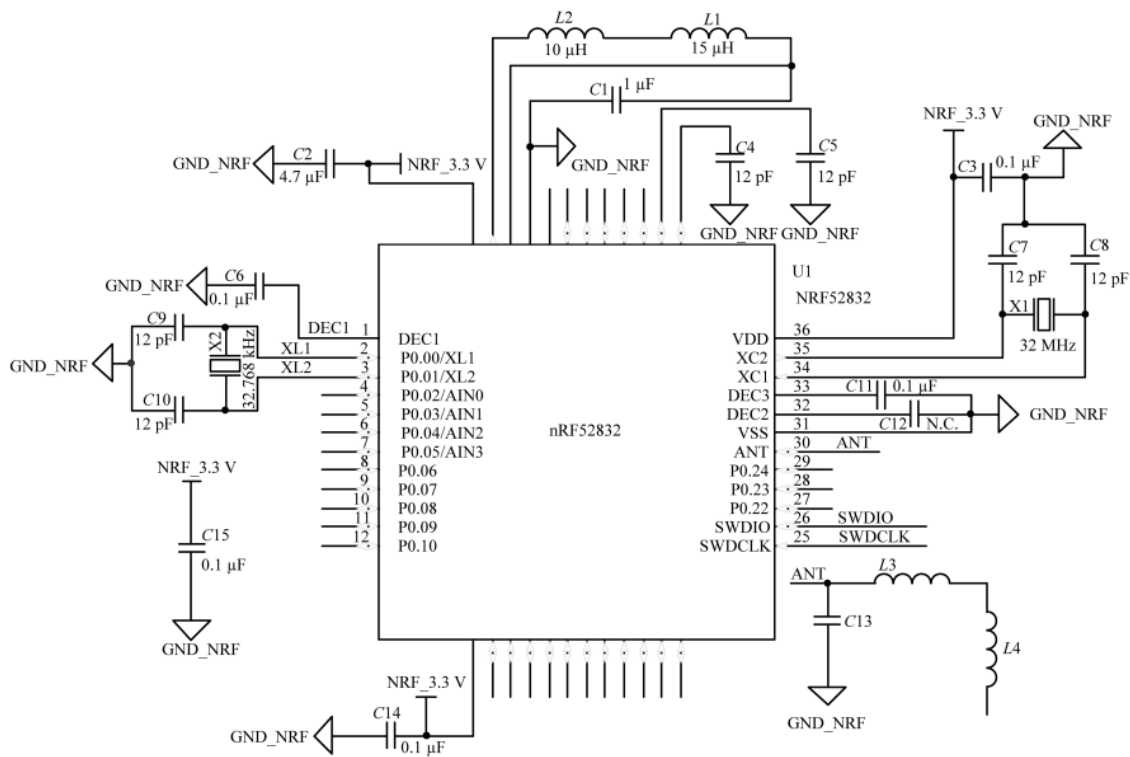 L2
L1
10 μH
15 μH
C1
1 μF
NRF_3.3 V
GND_NRF
C2
GND_NRF
4.7 μF
NRF_3.3 V
GND_NRF
C4
C5
12 pF
12 pF
C3
0.1 μF
GND_NRF
GND_NRF
C7
C8
12 pF
12 pF
U1
NRF52832
C6
GND_NRF
0.1 μF
X1
32 MHz
C9
12 pF
X2
32.768 kHz
GND_NRF
C10
12 pF
DEC1
1
DEC1
XL1
2
P0.00/XL1
XL2
3
P0.01/XL2
4
P0.02/AIN0
5
P0.03/AIN1
6
P0.04/AIN2
7
P0.05/AIN3
8
P0.06
9
P0.07
10
P0.08
11
P0.09
12
P0.10
nRF52832
VDD
36
XC2
35
XC1
34
DEC3
33
C11
0.1 μF
DEC2
32
C12
N.C.
GND_NRF
VSS
31
ANT
30
ANT
P0.24
29
P0.23
28
P0.22
27
SWDIO
26
SWDIO
SWDCLK
25
SWDCLK
NRF_3.3 V
C15
0.1 μF
GND_NRF
ANT
L3
C13
L4
GND_NRF
NRF_3.3 V
C14
GND_NRF
0.1 μF